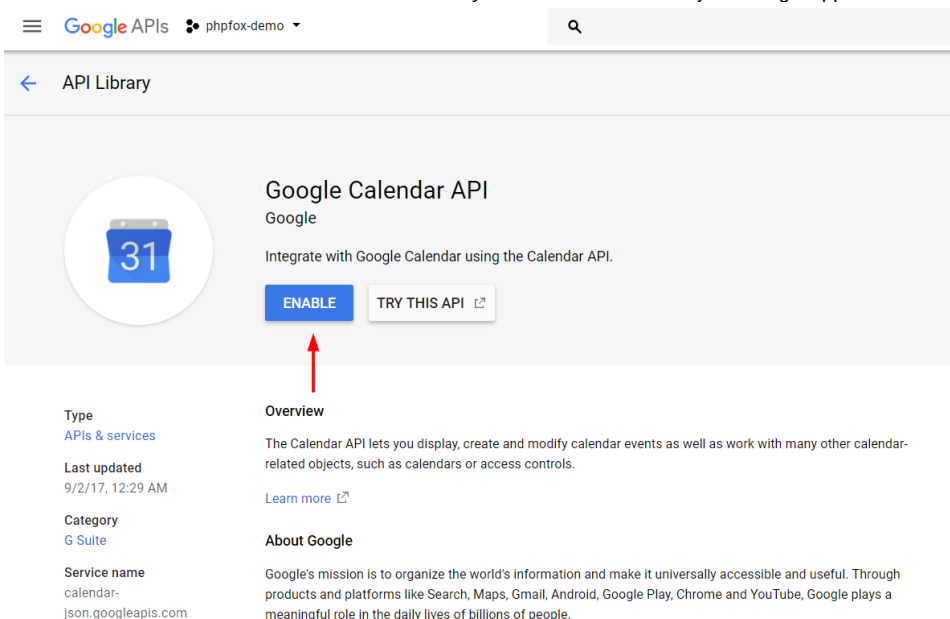 Google APIs phpfox-demo
API Library
Google Calendar API
Google
31
Integrate with Google Calendar using the Calendar API.
ENABLE TRY THIS API
Type
APIs & services
Last updated
9/2/17, 12:29 AM
Category
G Suite
Service name
calendar-
json.googleapis.com
Overview
The Calendar API lets you display, create and modify calendar events as well as work with many other calendar-
related objects, such as calendars or access controls.
Learn more
About Google
Google's mission is to organize the world's information and make it universally accessible and useful. Through
products and platforms like Search, Maps, Gmail, Android, Google Play, Chrome and YouTube, Google plays a
meaningful role in the daily lives of billions of people.